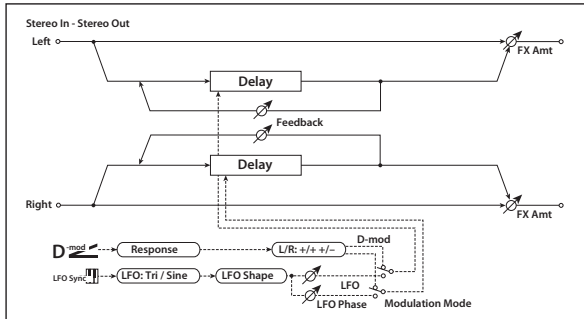 Stereo In - Stereo Out
Left
FX Amt
Delay
Feedback
Delay
Right
FX Amt
D-mod
D-mod
Response
L/R: +/+ +/–
LFO Sync
LFO: Tri / Sine
LFO Shape
LFO
LFO Phase
Modulation Mode